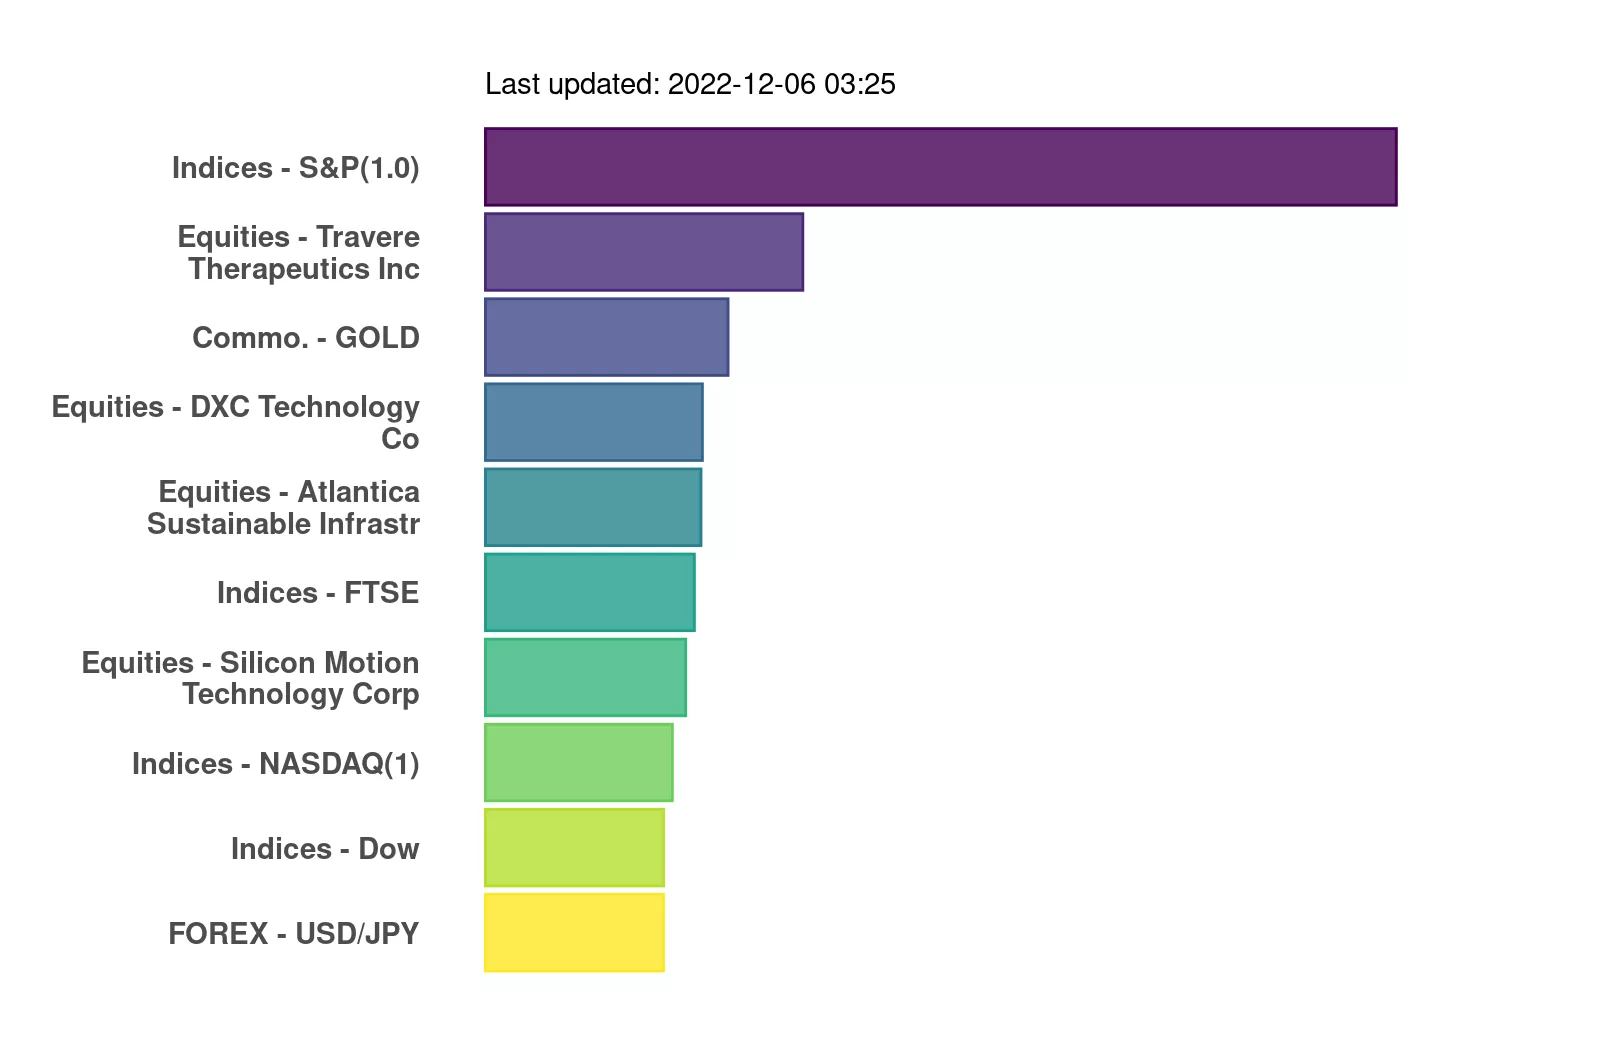 Last updated: 2022-12-06 03:25
Indices - S&P(1.0)
Equities - Travere
Therapeutics Inc
Commo. - GOLD
Equities - DXC Technology
Co
Equities - Atlantica
Sustainable Infrastr
Indices - FTSE
Equities - Silicon Motion
Technology Corp
Indices - NASDAQ(1)
Indices - Dow
FOREX - USD/JPY